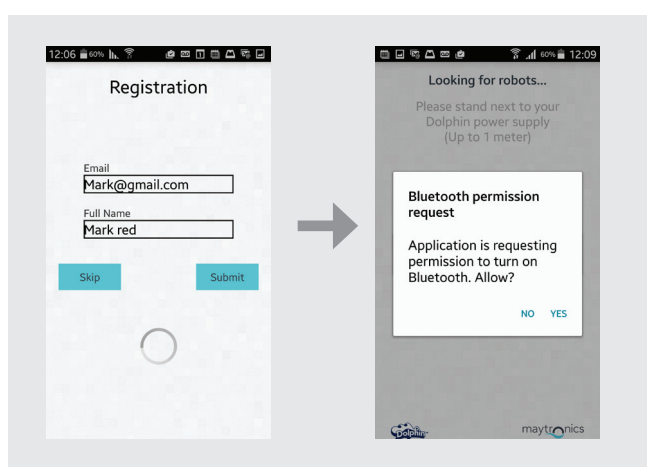 12:06 60%
Registration
Email
Mark@gmail.com
Full Name
Mark red
Skip
Submit
60% 12:09
Looking for robots...
Please stand next to your
Dolphin power supply
(Up to 1 meter)
Bluetooth permission
request
Application is requesting
permission to turn on
Bluetooth. Allow?
NO YES
Dolphin
maytronics